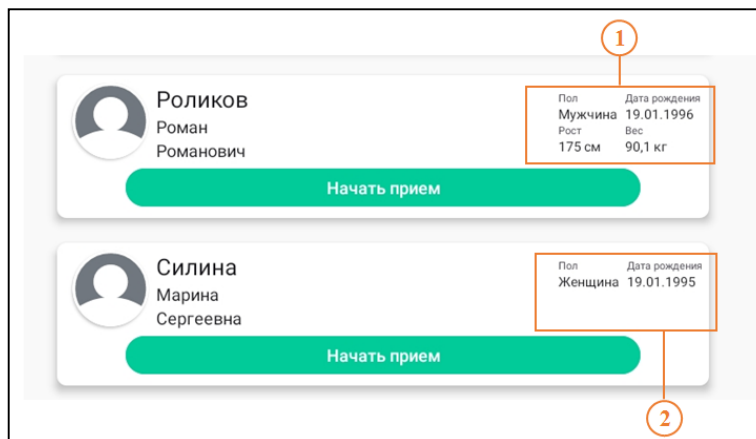 1
Роликов
Роман
Романович
Пол Дата рождения
Мужчина 19.01.1996
Рост Вес
175 см 90,1 кг
Начать прием
Силина
Марина
Сергеевна
Пол Дата рождения
Женщина 19.01.1995
Начать прием
2